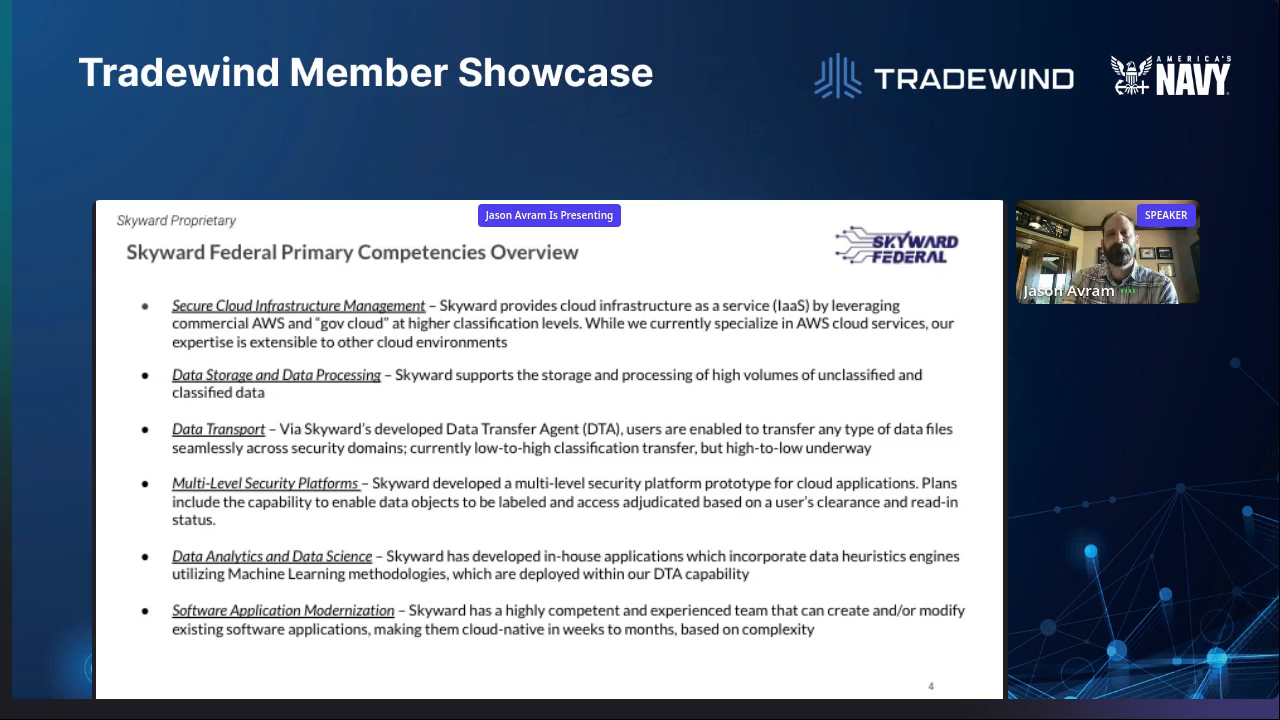 Tradewind Member Showcase
TRADEWIND
AMERICA'S
NAVY
Skyward Proprietary
Jason Avram Is Presenting
SPEAKER
Skyward Federal Primary Competencies Overview
SKYWARD
FEDERAL
Jason Avram
● Secure Cloud Infrastructure Management – Skyward provides cloud infrastructure as a service (IaaS) by leveraging
commercial AWS and “gov cloud” at higher classification levels. While we currently specialize in AWS cloud services, our
expertise is extensible to other cloud environments
● Data Storage and Data Processing – Skyward supports the storage and processing of high volumes of unclassified and
classified data
● Data Transport – Via Skyward’s developed Data Transfer Agent (DTA), users are enabled to transfer any type of data files
seamlessly across security domains; currently low-to-high classification transfer, but high-to-low underway
● Multi-Level Security Platforms – Skyward developed a multi-level security platform prototype for cloud applications. Plans
include the capability to enable data objects to be labeled and access adjudicated based on a user’s clearance and read-in
status.
● Data Analytics and Data Science – Skyward has developed in-house applications which incorporate data heuristics engines
utilizing Machine Learning methodologies, which are deployed within our DTA capability
● Software Application Modernization – Skyward has a highly competent and experienced team that can create and/or modify
existing software applications, making them cloud-native in weeks to months, based on complexity
4